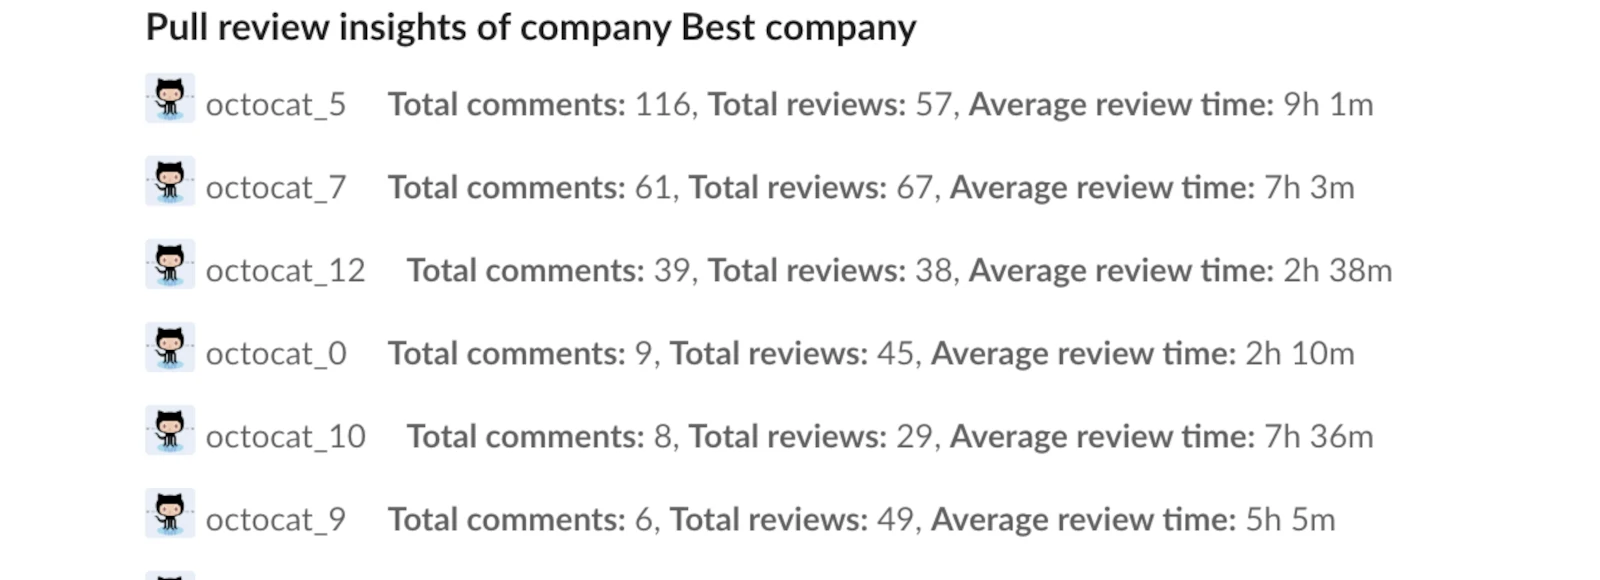 Pull review insights of company Best company
octocat_5 Total comments: 116, Total reviews: 57, Average review time: 9h 1m
octocat_7 Total comments: 61, Total reviews: 67, Average review time: 7h 3m
octocat_12 Total comments: 39, Total reviews: 38, Average review time: 2h 38m
octocat_0 Total comments: 9, Total reviews: 45, Average review time: 2h 10m
octocat_10 Total comments: 8, Total reviews: 29, Average review time: 7h 36m
octocat_9 Total comments: 6, Total reviews: 49, Average review time: 5h 5m